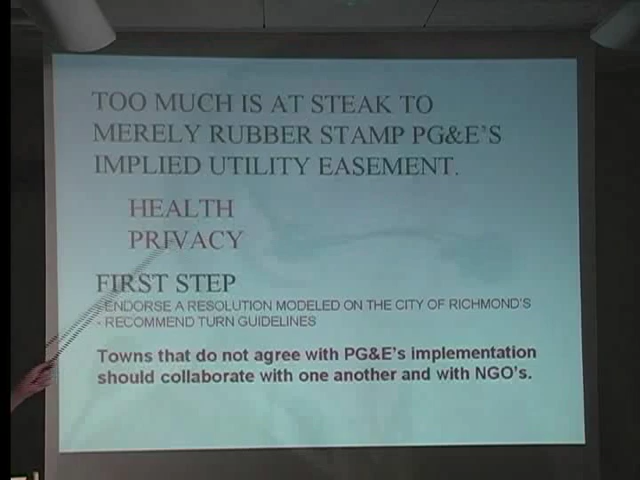 TOO MUCH IS AT STEAK TO
MERELY RUBBER STAMP PG&E'S
IMPLIED UTILITY EASEMENT.
HEALTH
PRIVACY
FIRST STEP
- ENDORSE A RESOLUTION MODELED ON THE CITY OF RICHMOND'S
- RECOMMEND TURN GUIDELINES
Towns that do not agree with PG&E's implementation
should collaborate with one another and with NGO's.